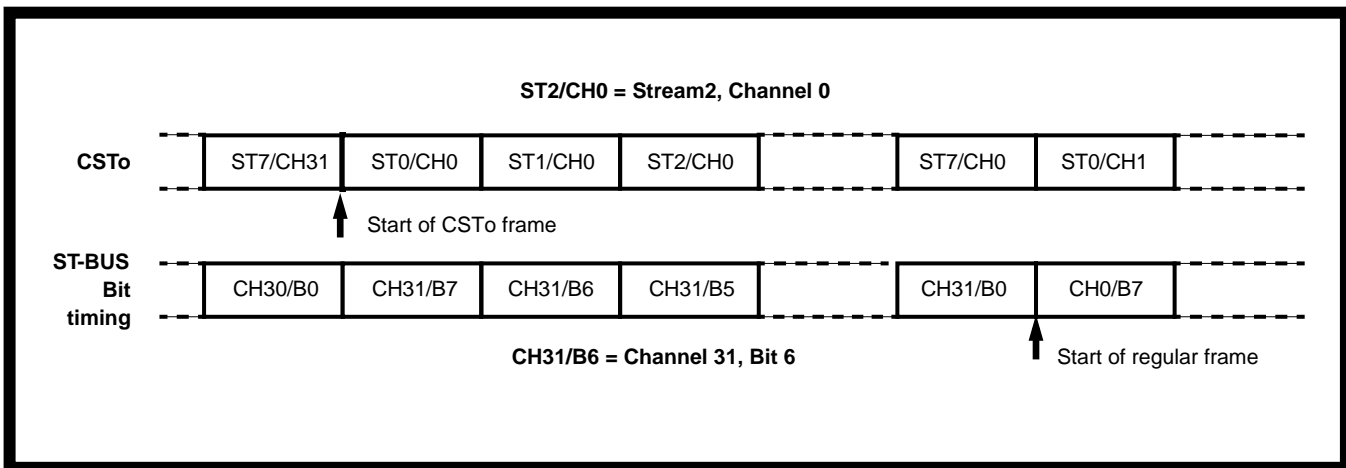 ST2/CH0 = Stream2, Channel 0
CSTo ST7/CH31 ST0/CH0 ST1/CH0 ST2/CH0 ST7/CH0 ST0/CH1
Start of CSTo frame
ST-BUS
Bit
timing
CH30/B0 CH31/B7 CH31/B6 CH31/B5 CH31/B0 CH0/B7
CH31/B6 = Channel 31, Bit 6
Start of regular frame